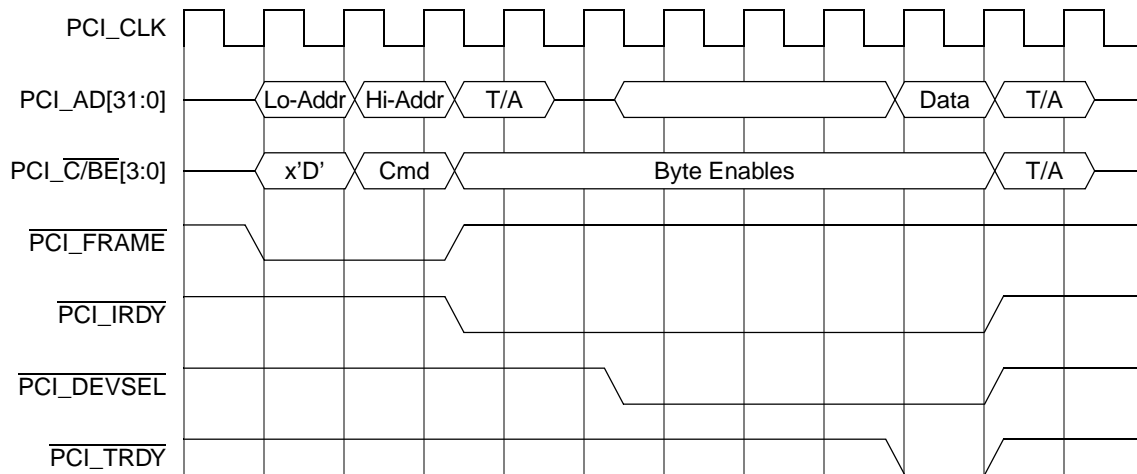 PCI_CLK
PCI_AD[31:0] Lo-Addr Hi-Addr T/A Data T/A
PCI_C/BE[3:0] x’D’ Cmd Byte Enables T/A
PCI_FRAME
PCI_IRDY
PCI_DEVSEL
PCI_TRDY